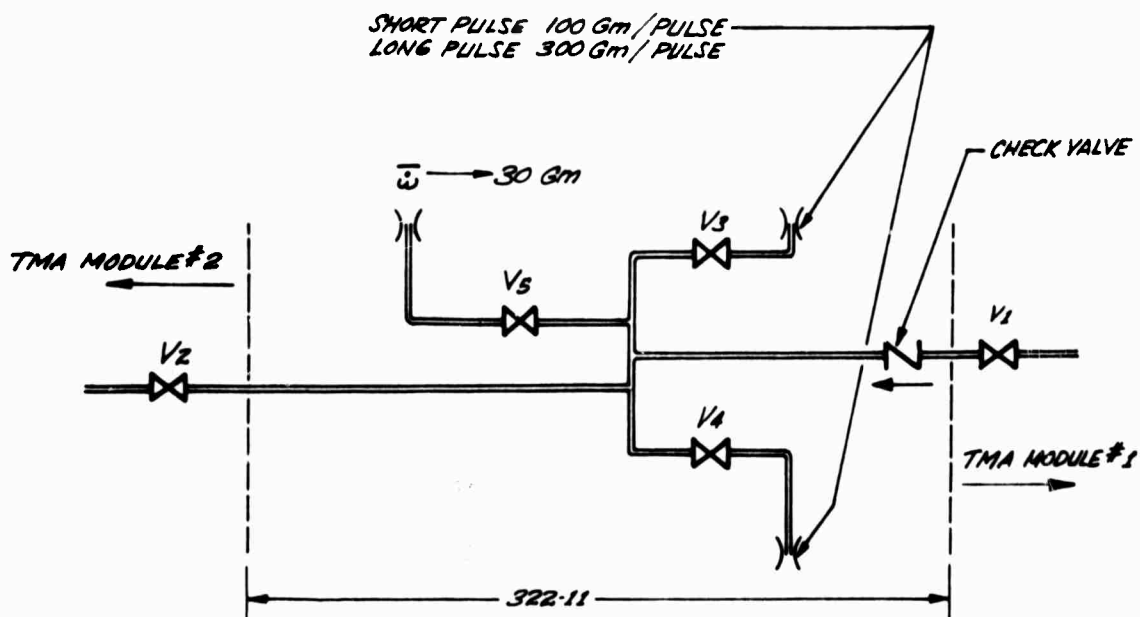 SHORT PULSE 100 Gm/PULSE
LONG PULSE 300 Gm/PULSE
CHECK VALVE
ω̇ → 30 Gm
V3
TMA MODULE #2
V5
V1
V2
V4
TMA MODULE #1
322-11